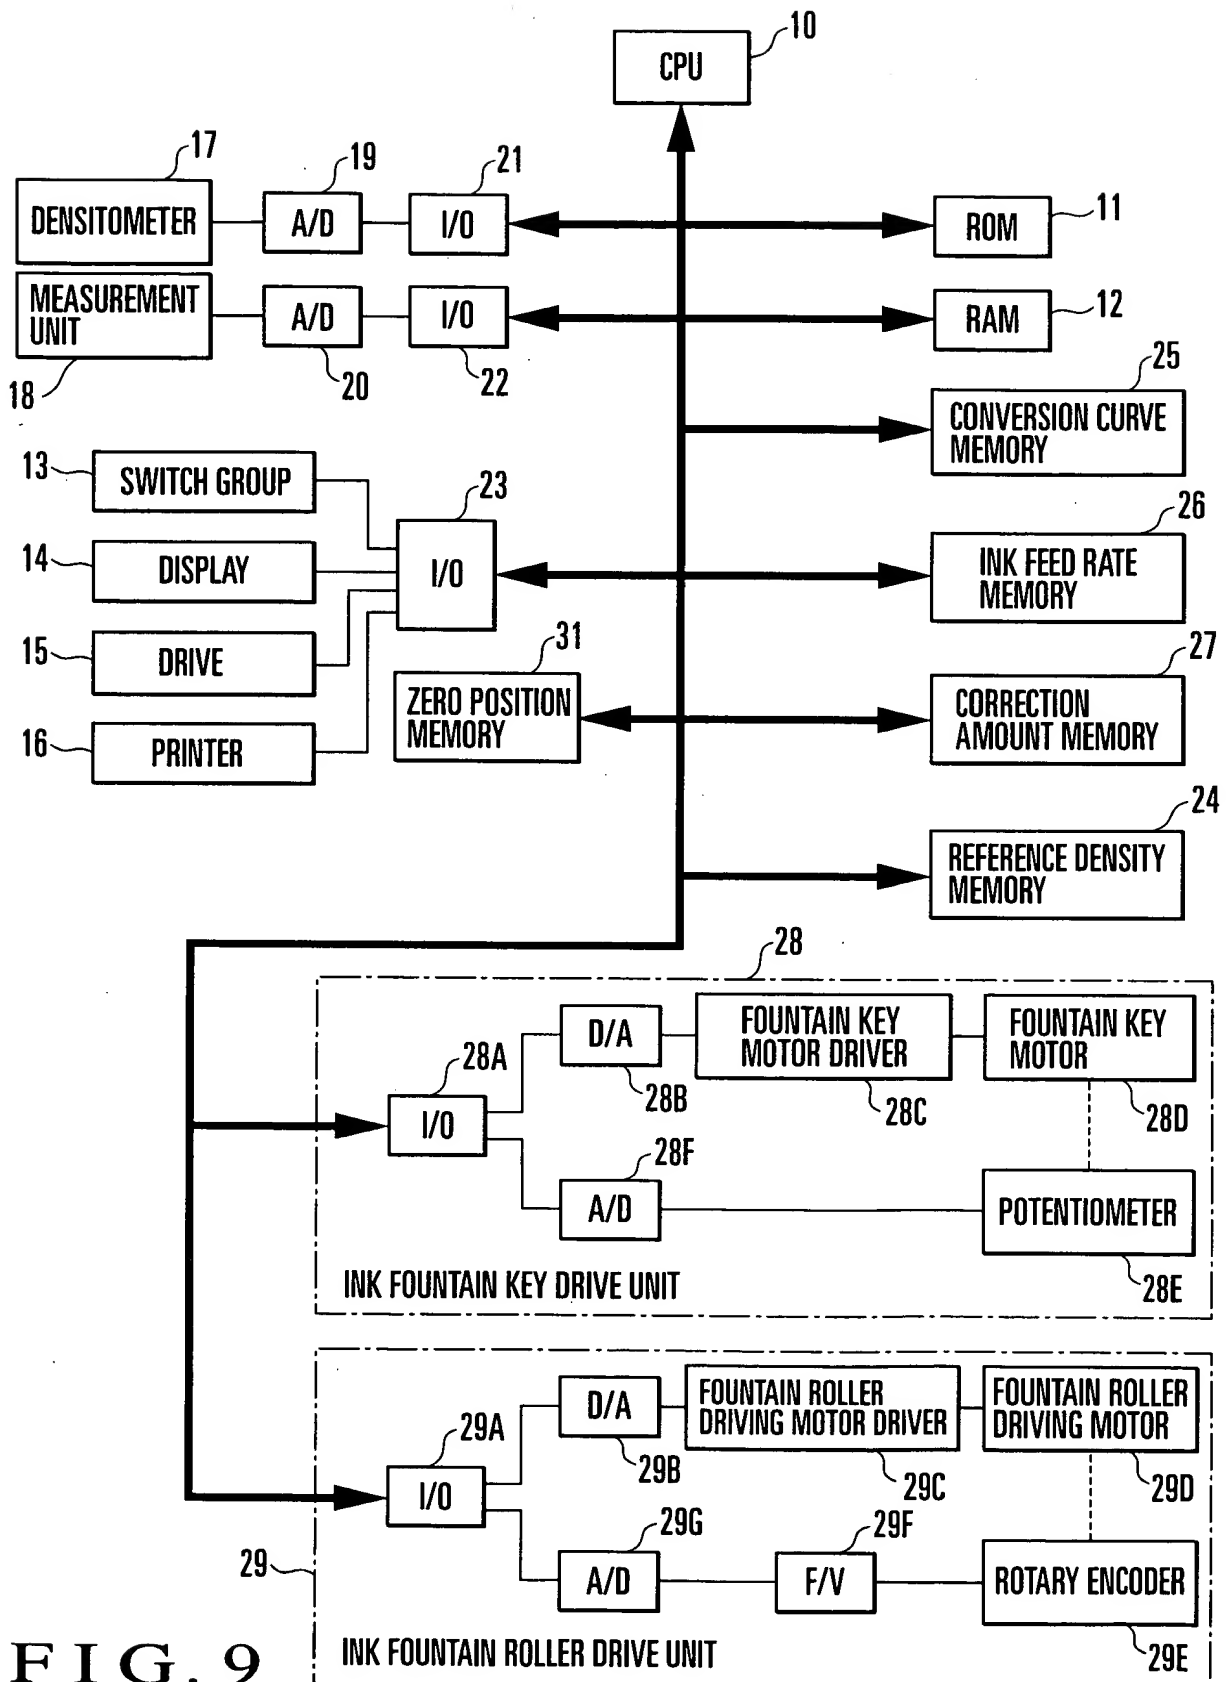 10
CPU
17
19
21
DENSITOMETER
A/D
I/O
ROM
11
MEASUREMENT
UNIT
A/D
I/O
RAM
12
18
20
22
25
CONVERSION CURVE
MEMORY
13
SWITCH GROUP
23
26
14
DISPLAY
I/O
INK FEED RATE
MEMORY
15
DRIVE
31
27
ZERO POSITION
MEMORY
CORRECTION
AMOUNT MEMORY
16
PRINTER
24
REFERENCE DENSITY
MEMORY
28
D/A
FOUNTAIN KEY
MOTOR DRIVER
FOUNTAIN KEY
MOTOR
28A
28B
28C
28D
I/O
28F
A/D
POTENTIOMETER
28E
INK FOUNTAIN KEY DRIVE UNIT
D/A
FOUNTAIN ROLLER
DRIVING MOTOR DRIVER
FOUNTAIN ROLLER
DRIVING MOTOR
29A
29B
29C
29D
I/O
29G
29F
29
A/D
F/V
ROTARY ENCODER
29E
INK FOUNTAIN ROLLER DRIVE UNIT
FIG. 9